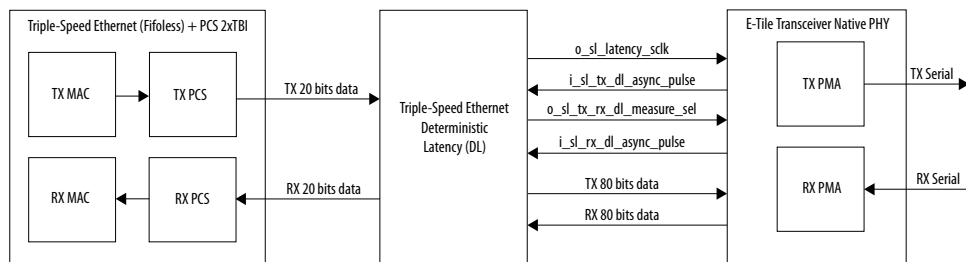 Triple-Speed Ethernet (Fifoless) + PCS 2xTBI
E-Tile Transceiver Native PHY
TX MAC
TX PCS
TX 20 bits data
Triple-Speed Ethernet
Deterministic
Latency (DL)
o_sl_latency_sclk
i_sl_tx_dl_async_pulse
o_sl_tx_rx_dl_measure_sel
i_sl_rx_dl_async_pulse
TX 80 bits data
RX 80 bits data
TX PMA
TX Serial
RX MAC
RX PCS
RX 20 bits data
RX PMA
RX Serial